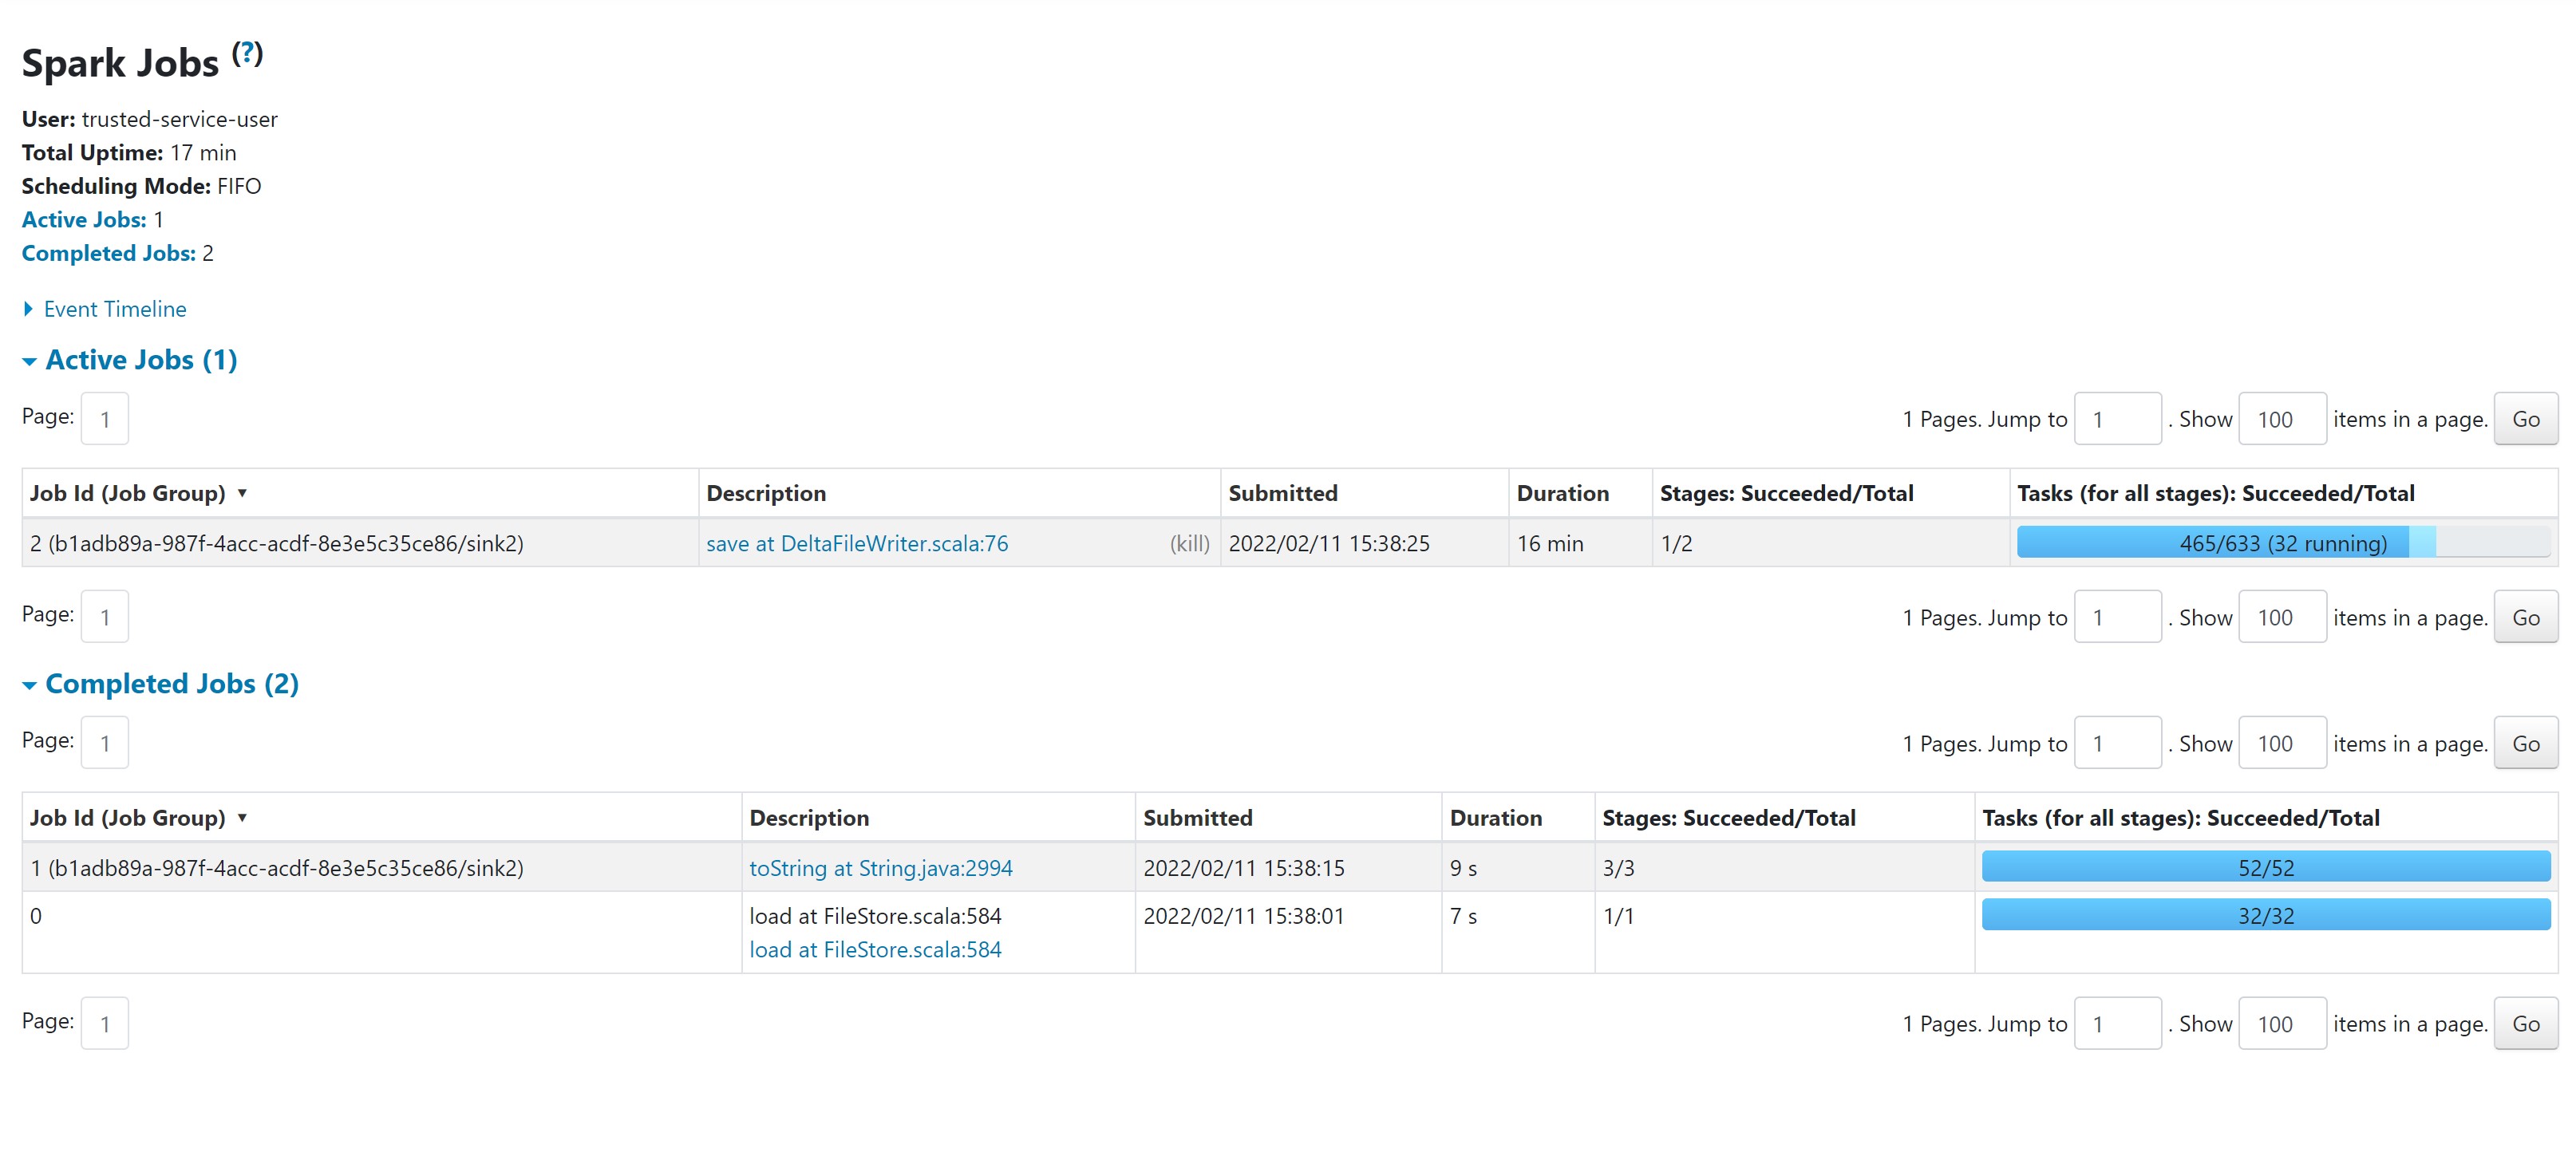 Spark Jobs (?)
User: trusted-service-user
Total Uptime: 17 min
Scheduling Mode: FIFO
Active Jobs: 1
Completed Jobs: 2
Event Timeline
Active Jobs (1)
Page: 1
1 Pages. Jump to 1 . Show 100 items in a page. Go
Job Id (Job Group) ▾ Description Submitted Duration Stages: Succeeded/Total Tasks (for all stages): Succeeded/Total
2 (b1adb89a-987f-4acc-acdf-8e3e5c35ce86/sink2) save at DeltaFileWriter.scala:76 (kill) 2022/02/11 15:38:25 16 min 1/2 465/633 (32 running)
Page: 1
1 Pages. Jump to 1 . Show 100 items in a page. Go
Completed Jobs (2)
Page: 1
1 Pages. Jump to 1 . Show 100 items in a page. Go
Job Id (Job Group) ▾ Description Submitted Duration Stages: Succeeded/Total Tasks (for all stages): Succeeded/Total
1 (b1adb89a-987f-4acc-acdf-8e3e5c35ce86/sink2) toString at String.java:2994 2022/02/11 15:38:15 9 s 3/3 52/52
0 load at FileStore.scala:584 2022/02/11 15:38:01 7 s 1/1 32/32
load at FileStore.scala:584
Page: 1
1 Pages. Jump to 1 . Show 100 items in a page. Go